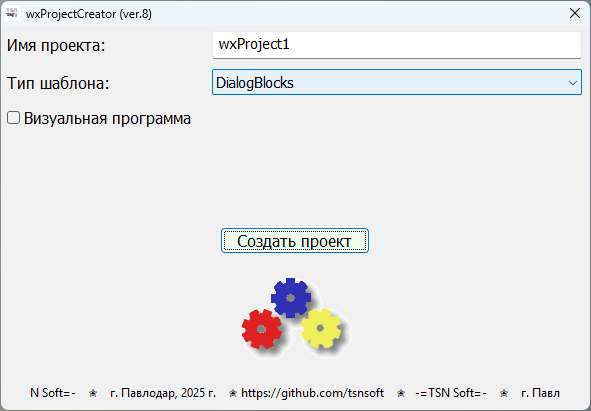 wxProjectCreator (ver.8)
Имя проекта: wxProject1
Тип шаблона: DialogBlocks
Визуальная программа
Создать проект
N Soft=- ❀ г. Павлодар, 2025 г. ❀ https://github.com/tsnsoft ❀ -=TSN Soft=- ❀ г. Павл